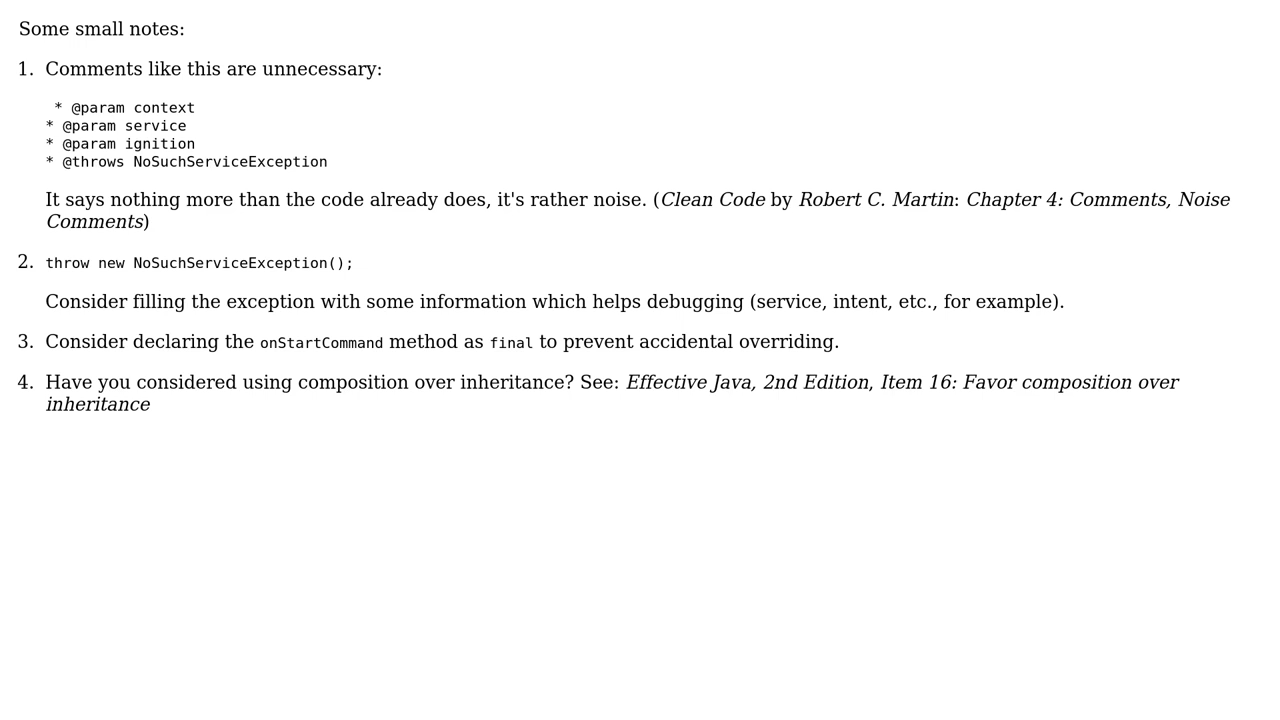 Some small notes:
1. Comments like this are unnecessary:
* @param context
* @param service
* @param ignition
* @throws NoSuchServiceException
It says nothing more than the code already does, it's rather noise. (Clean Code by Robert C. Martin: Chapter 4: Comments, Noise
Comments)
2. throw new NoSuchServiceException();
Consider filling the exception with some information which helps debugging (service, intent, etc., for example).
3. Consider declaring the onStartCommand method as final to prevent accidental overriding.
4. Have you considered using composition over inheritance? See: Effective Java, 2nd Edition, Item 16: Favor composition over
inheritance